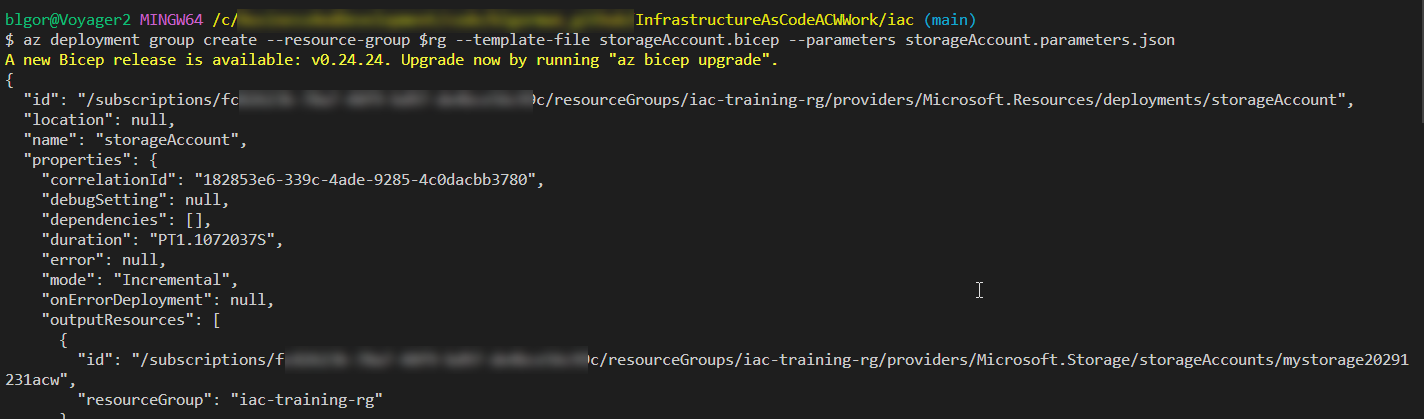 blgor@Voyager2 MINGW64 /c/ InfrastructureAsCodeACWWork/iac (main)
$ az deployment group create --resource-group $rg --template-file storageAccount.bicep --parameters storageAccount.parameters.json
A new Bicep release is available: v0.24.24. Upgrade now by running "az bicep upgrade".
{
  "id": "/subscriptions/fc c/resourceGroups/iac-training-rg/providers/Microsoft.Resources/deployments/storageAccount",
  "location": null,
  "name": "storageAccount",
  "properties": {
    "correlationId": "182853e6-339c-4ade-9285-4c0dacbb3780",
    "debugSetting": null,
    "dependencies": [],
    "duration": "PT1.1072037S",
    "error": null,
    "mode": "Incremental",
    "onErrorDeployment": null,
    "outputResources": [
      {
        "id": "/subscriptions/f c/resourceGroups/iac-training-rg/providers/Microsoft.Storage/storageAccounts/mystorage20291
231acw",
        "resourceGroup": "iac-training-rg"